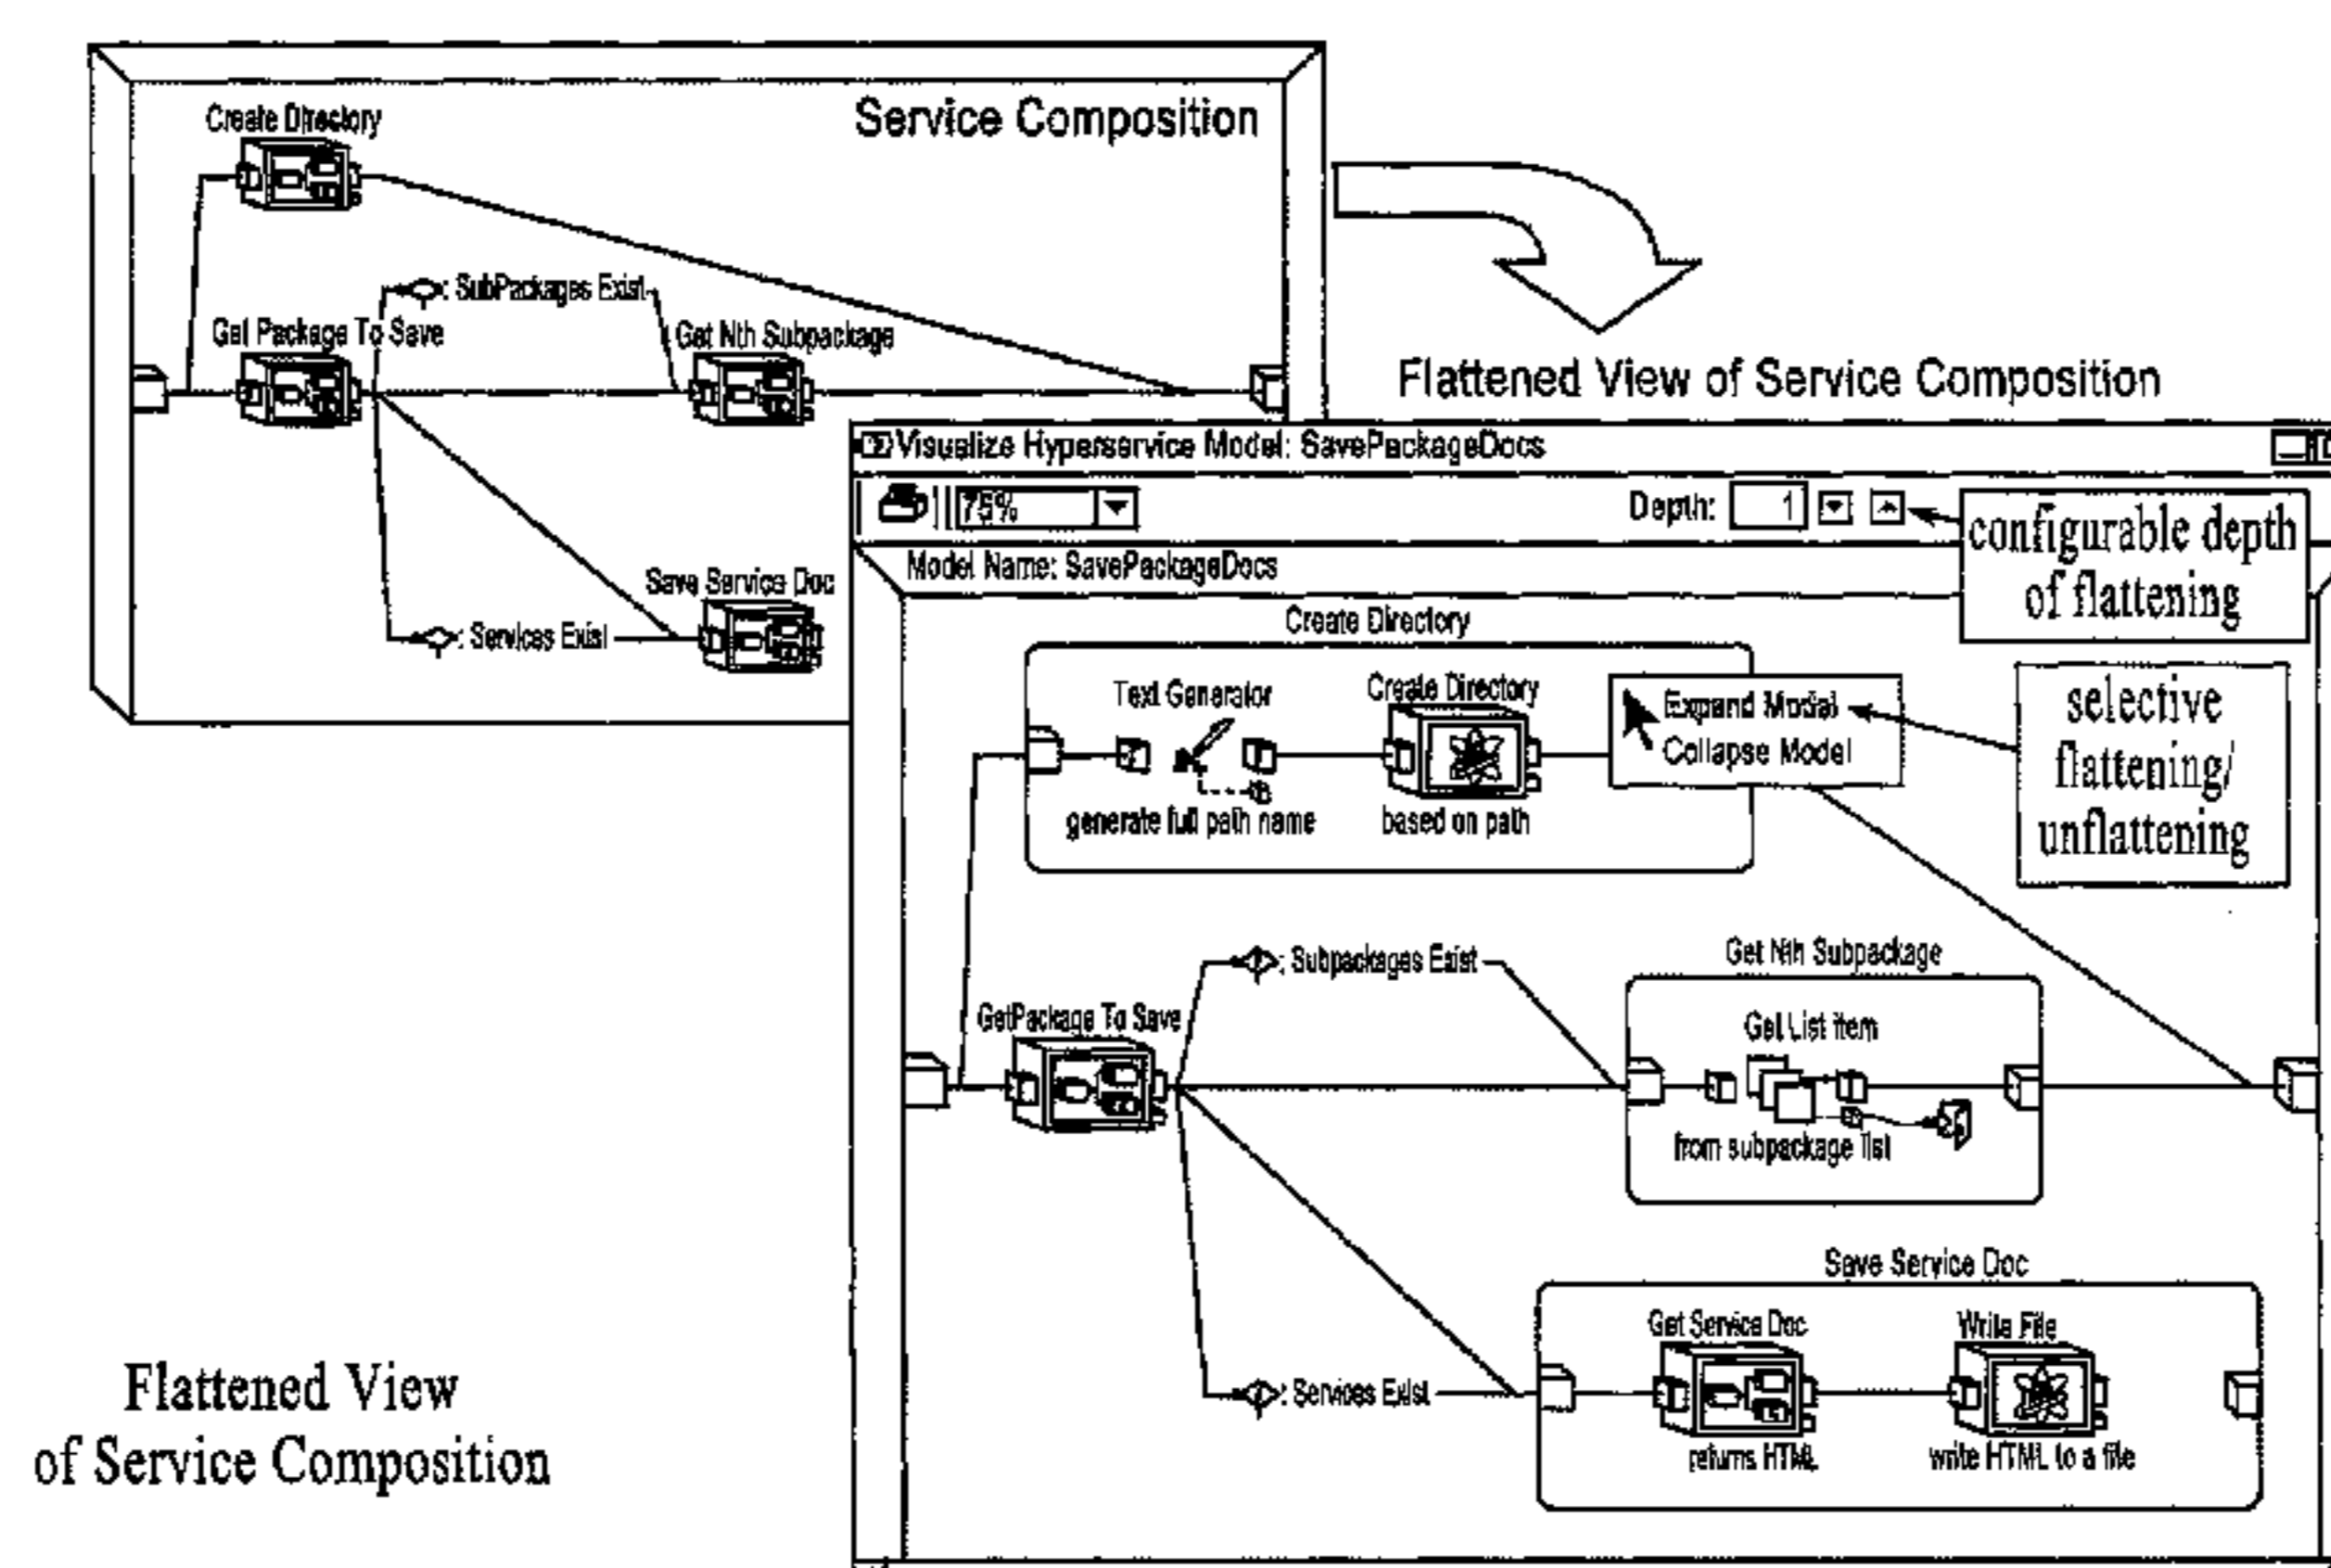 Service Composition
Create Directory
: SubPackages Exist
Get Package To Save
Get Nth Subpackage
Save Service Doc
: Services Exist
Flattened View of Service Composition
Visualize Hyperservice Model: SavePackageDocs
75%
Depth: 1
configurable depth
of flattening
Model Name: SavePackageDocs
Create Directory
Text Generator
Create Directory
generate full path name
based on path
Expand Model
Collapse Model
selective
flattening/
unflattening
: Subpackages Exist
Get Nth Subpackage
GetPackage To Save
Get List Item
from subpackage list
Save Service Doc
Get Service Doc
Write File
: Services Exist
returns HTML
write HTML to a file
Flattened View
of Service Composition